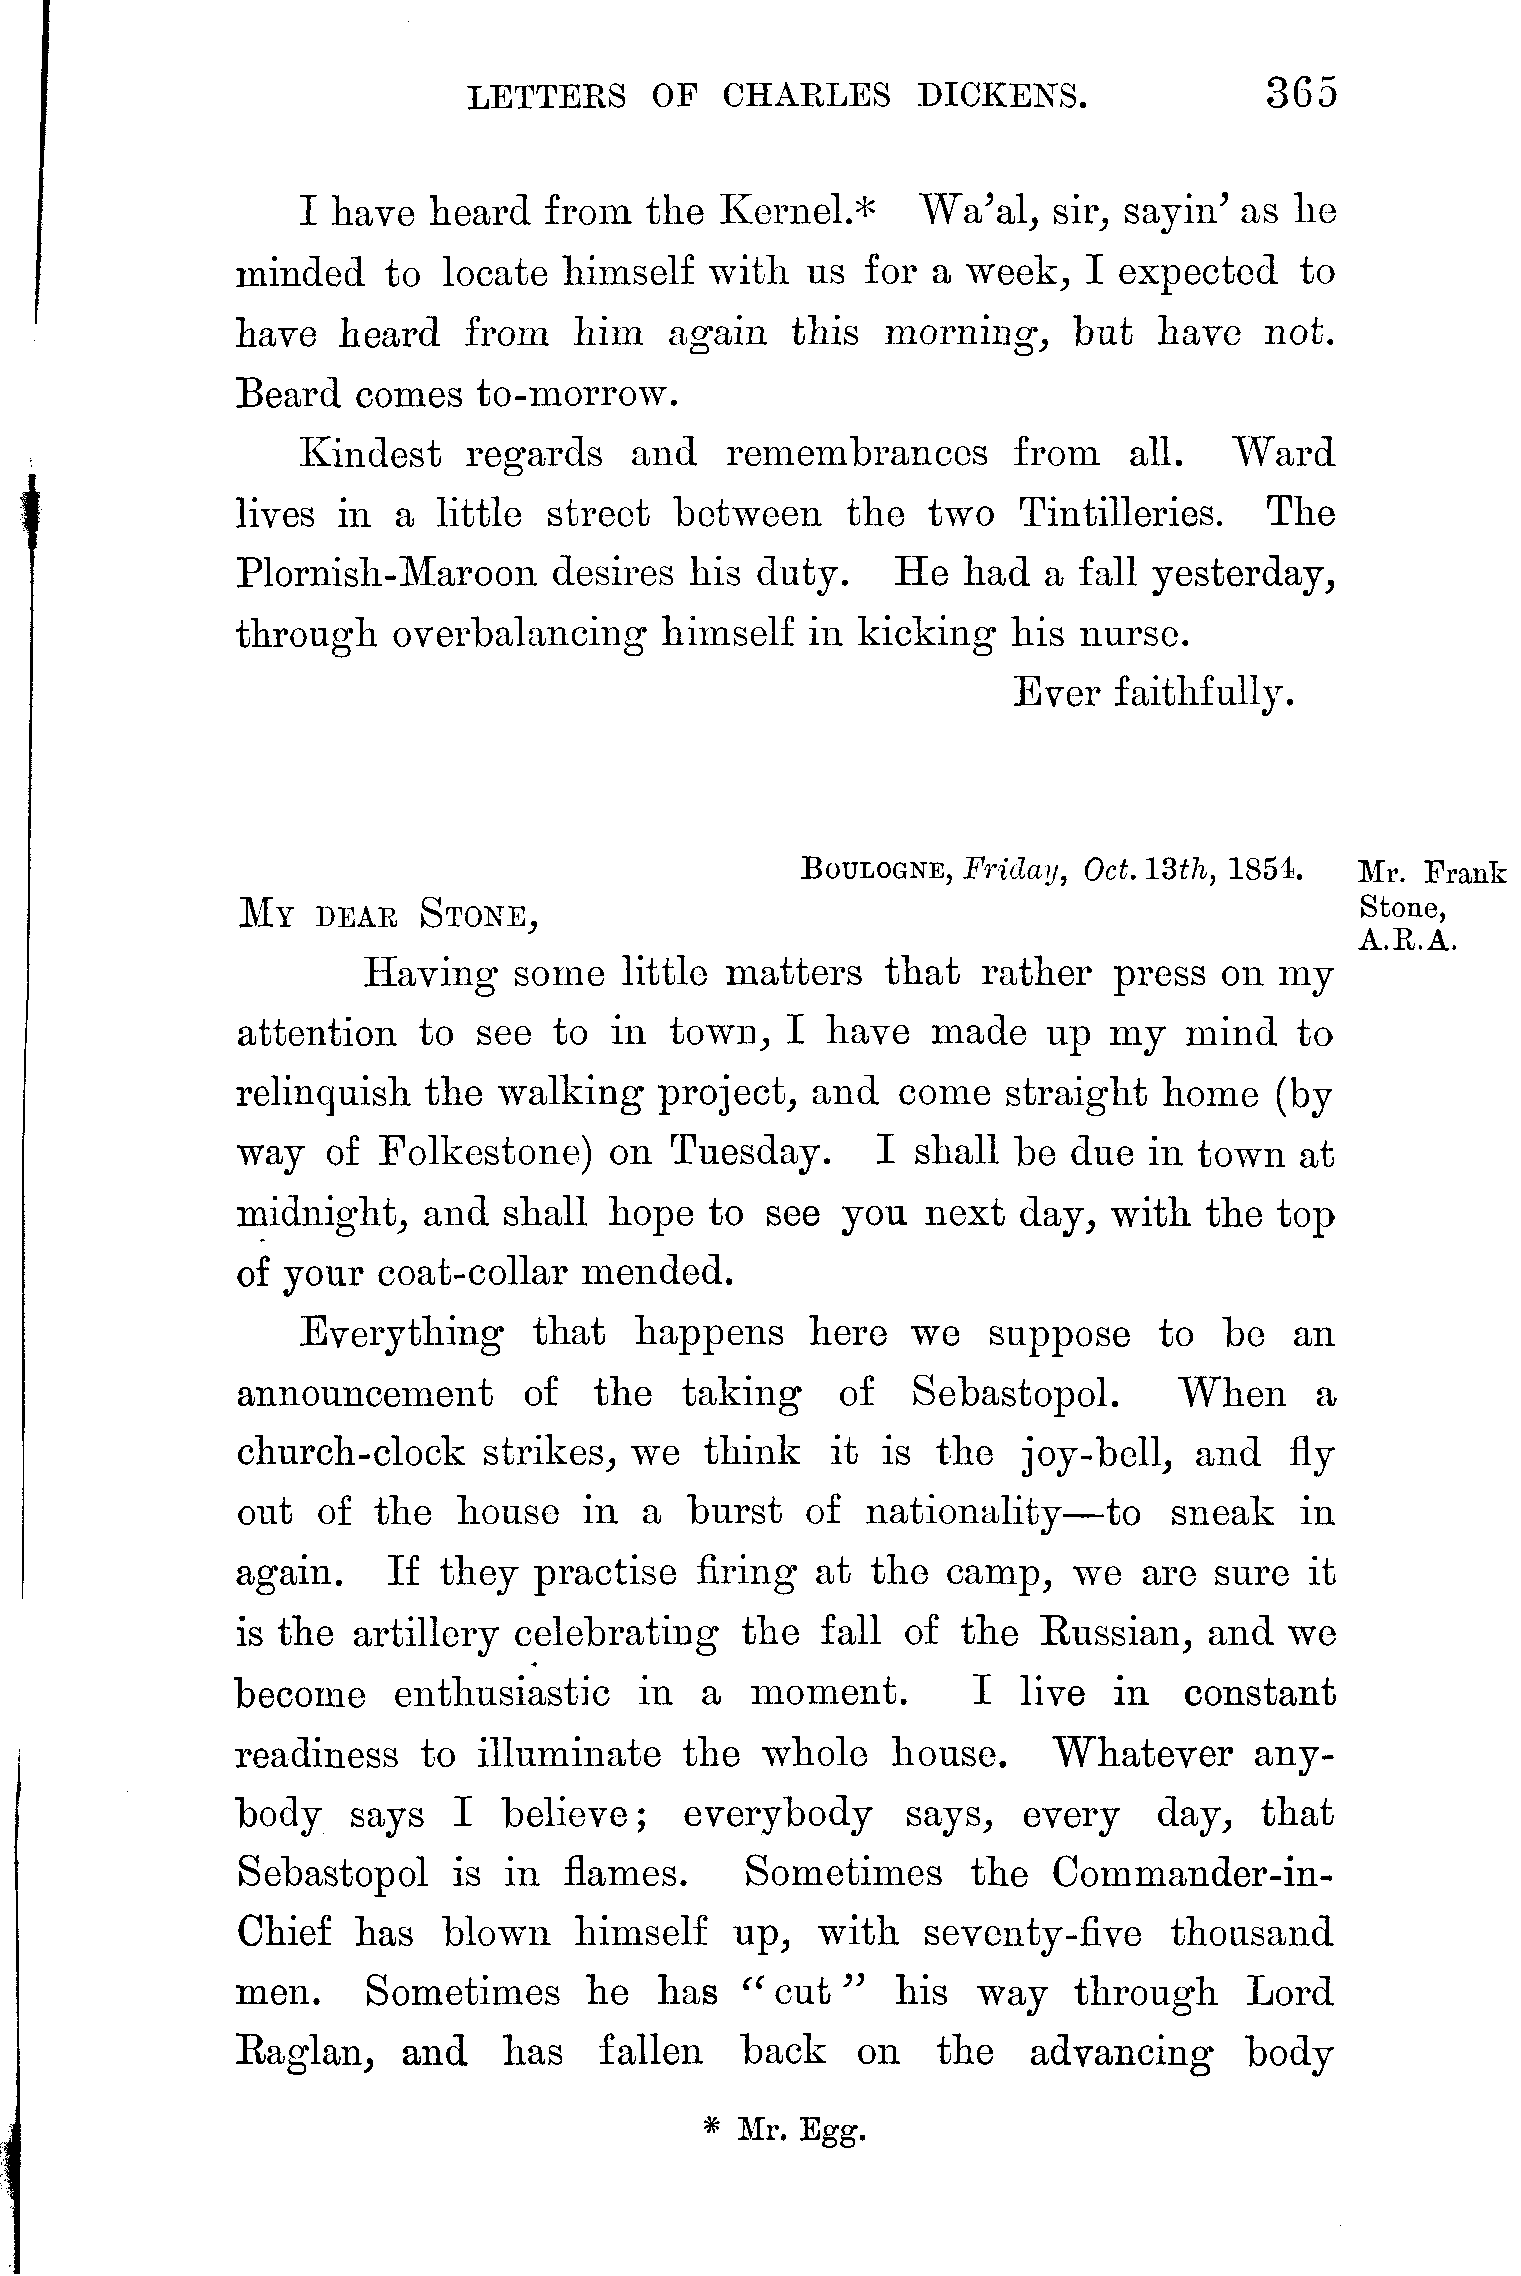 LETTERS OF CHARLES DICKENS. 365
I have heard from the Kernel.* Wa'al, sir, sayin' as he
minded to locate himself with us for a week, I expected to
have heard from him again this morning, but have not.
Beard comes to-morrow.
Kindest regards and remembrances from all. Ward
lives in a little street between the two Tintilleries. The
Plornish-Maroon desires his duty. He had a fall yesterday,
through overbalancing himself in kicking his nurse.
Ever faithfully.
BOULOGNE, Friday, Oct. 13th, 1854.
Mr. Frank
Stone,
A.R.A.
MY DEAR STONE,
Having some little matters that rather press on my
attention to see to in town, I have made up my mind to
relinquish the walking project, and come straight home (by
way of Folkestone) on Tuesday. I shall be due in town at
midnight, and shall hope to see you next day, with the top
of your coat-collar mended.
Everything that happens here we suppose to be an
announcement of the taking of Sebastopol. When a
church-clock strikes, we think it is the joy-bell, and fly
out of the house in a burst of nationality—to sneak in
again. If they practise firing at the camp, we are sure it
is the artillery celebrating the fall of the Russian, and we
become enthusiastic in a moment. I live in constant
readiness to illuminate the whole house. Whatever any-
body says I believe; everybody says, every day, that
Sebastopol is in flames. Sometimes the Commander-in-
Chief has blown himself up, with seventy-five thousand
men. Sometimes he has "cut" his way through Lord
Raglan, and has fallen back on the advancing body
* Mr. Egg.